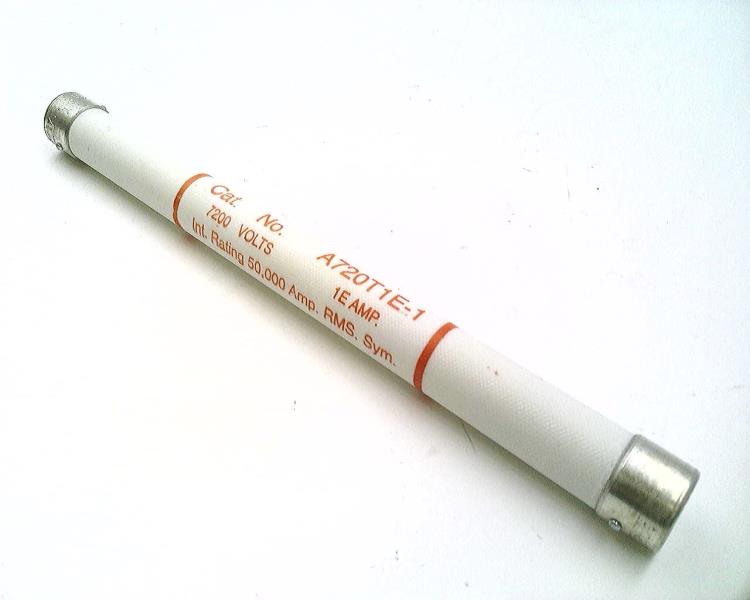 Cat. No. A720T1E-1
7200 VOLTS 1E AMP.
Int. Rating 50,000 Amp. RMS. Sym.